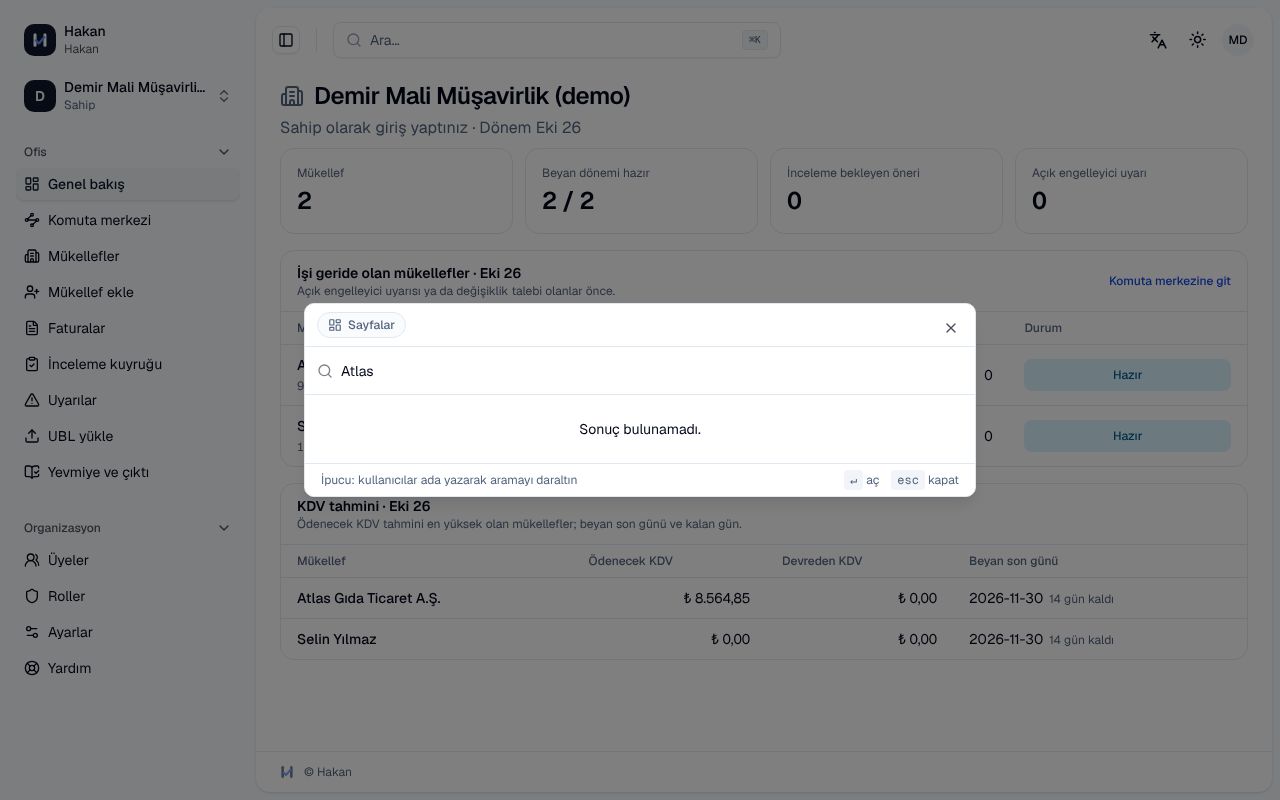 Hakan
Hakan
D
Demir Mali Müşavirli...
Sahip
Ofis
Genel bakış
Komuta merkezi
Mükellefler
Mükellef ekle
Faturalar
İnceleme kuyruğu
Uyarılar
UBL yükle
Yevmiye ve çıktı
Organizasyon
Üyeler
Roller
Ayarlar
Yardım
Ara...
⌘K
MD
Demir Mali Müşavirlik (demo)
Sahip olarak giriş yaptınız · Dönem Eki 26
Mükellef
2
Beyan dönemi hazır
2 / 2
İnceleme bekleyen öneri
0
Açık engelleyici uyarı
0
İşi geride olan mükellefler · Eki 26
Açık engelleyici uyarısı ya da değişiklik talebi olanlar önce.
Komuta merkezine git
Durum
0
Hazır
0
Hazır
Sayfalar
Atlas
Sonuç bulunamadı.
İpucu: kullanıcılar ada yazarak aramayı daraltın
↵ aç esc kapat
KDV tahmini · Eki 26
Ödenecek KDV tahmini en yüksek olan mükellefler; beyan son günü ve kalan gün.
Mükellef Ödenecek KDV Devreden KDV Beyan son günü
Atlas Gıda Ticaret A.Ş. ₺ 8.564,85 ₺ 0,00 2026-11-30 14 gün kaldı
Selin Yılmaz ₺ 0,00 ₺ 0,00 2026-11-30 14 gün kaldı
© Hakan